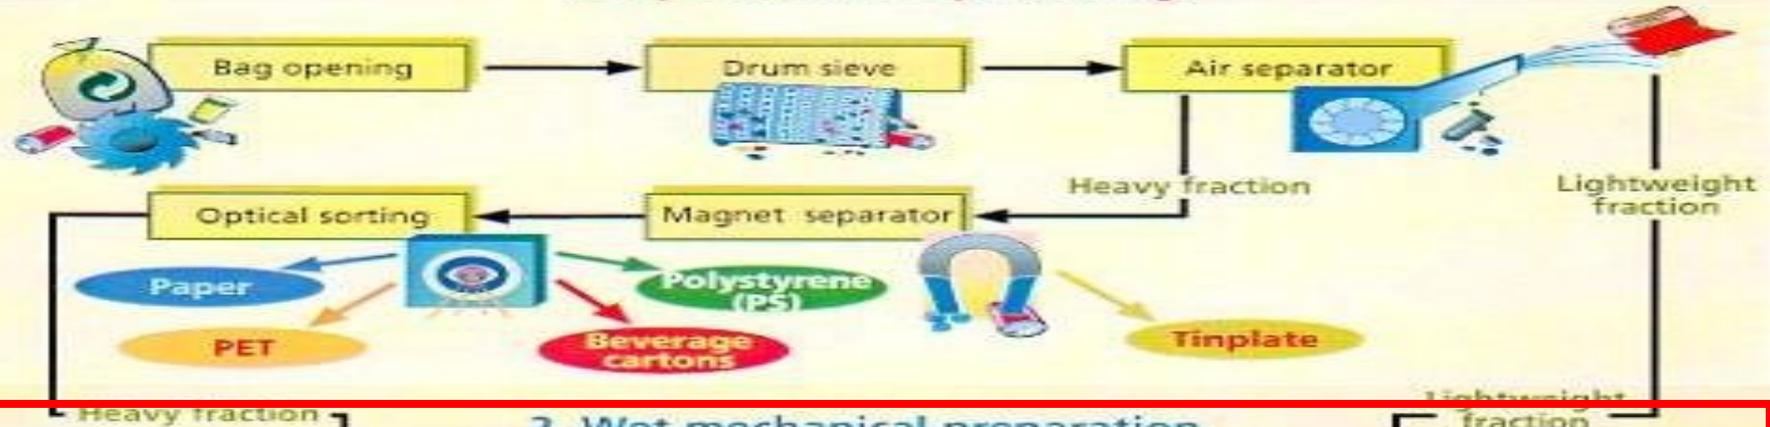 Bag opening
Drum sieve
Air separator
Heavy fraction
Lightweight
fraction
Optical sorting
Magnet separator
Paper
Polystyrene
(PS)
PET
Beverage
cartons
Tinplate
Heavy fraction
Lightweight
fraction
Wet mechanical preparation